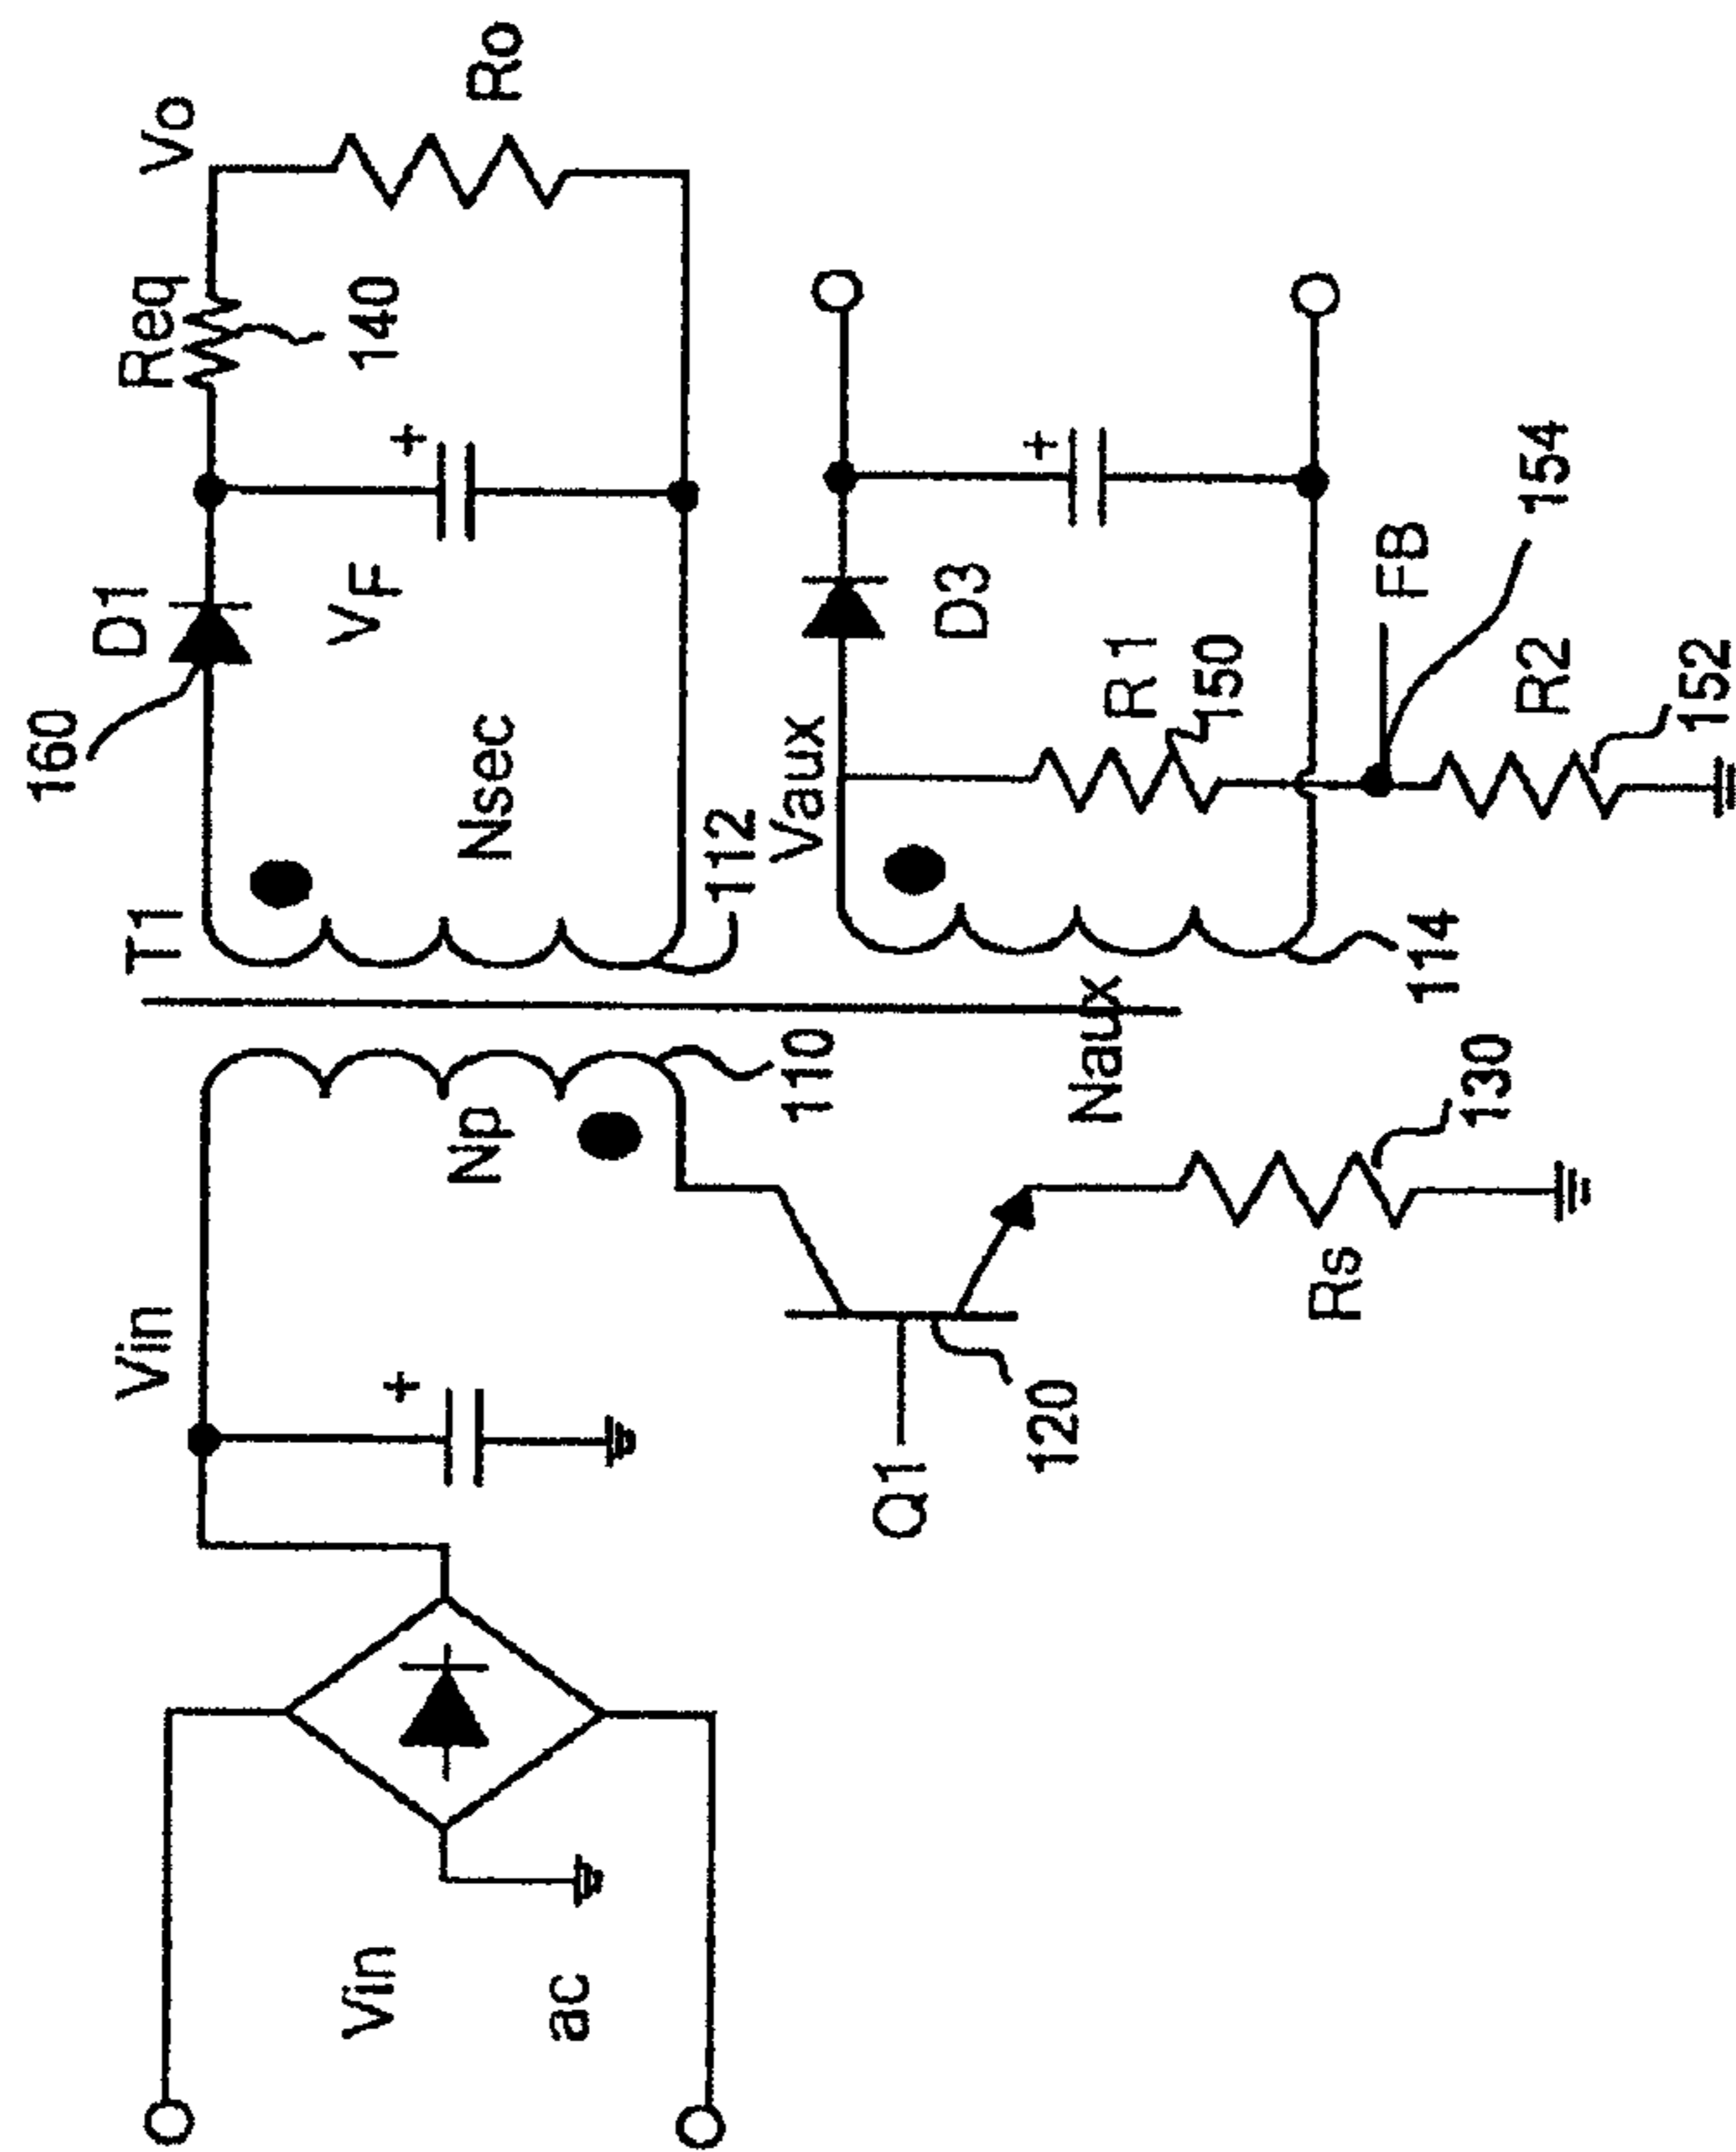 160
D1
Req
Vo
T1
VF
140
Ro
Nsec
112
Vin
Np
110
Vaux
D3
Vin
ac
Q1
120
Naux
R1
150
FB
154
114
Rs
130
R2
152
+
+
+